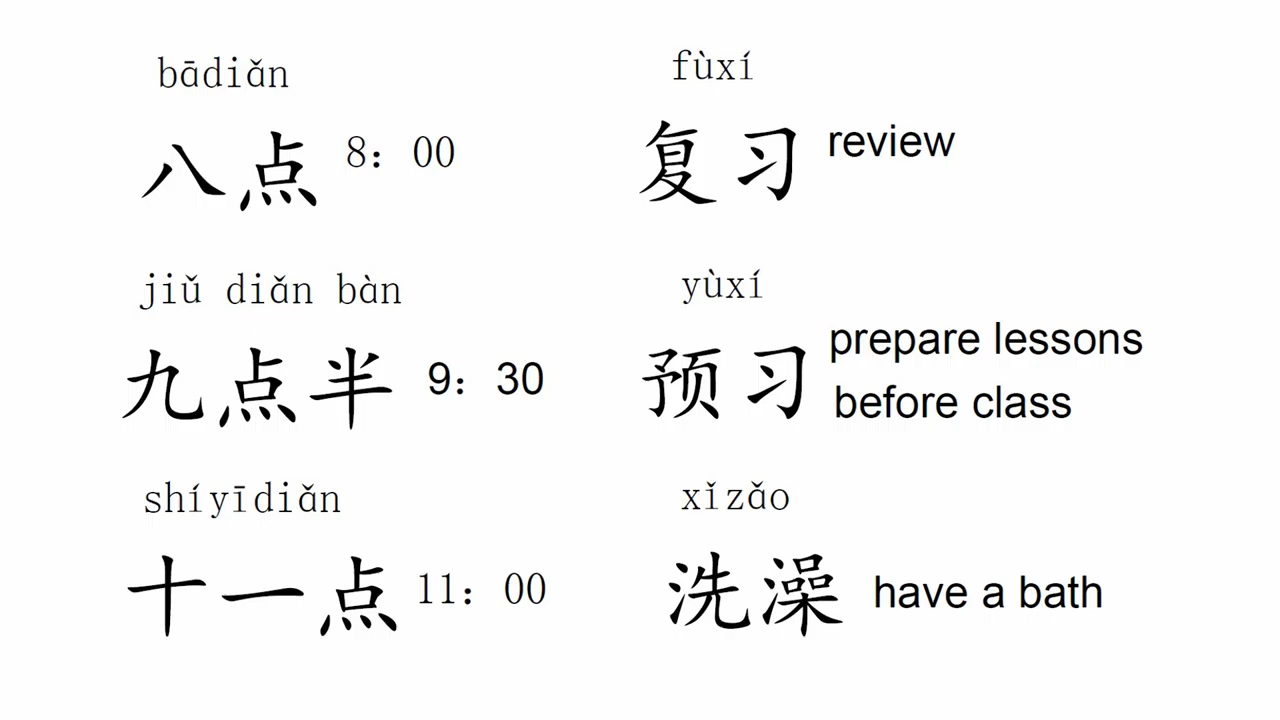 bādiǎn
八点 8：00
jiǔ diǎn bàn
九点半 9：30
shíyīdiǎn
十一点 11：00
fùxí
复习 review
yùxí
预习 prepare lessons
before class
xǐzǎo
洗澡 have a bath